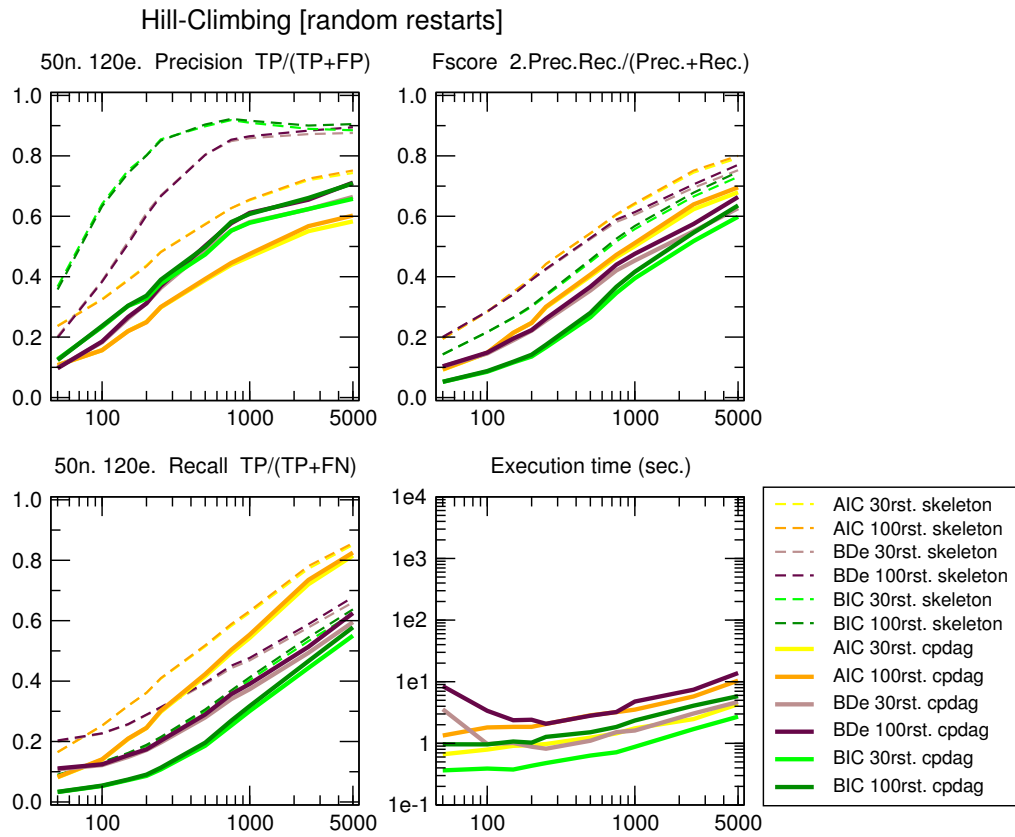 Hill-Climbing [random restarts]
50n. 120e. Precision TP/(TP+FP)
1.0
0.8
0.6
0.4
0.2
0.0
100
1000
5000
Fscore 2.Prec.Rec./(Prec.+Rec.)
1.0
0.8
0.6
0.4
0.2
0.0
100
1000
5000
50n. 120e. Recall TP/(TP+FN)
1.0
0.8
0.6
0.4
0.2
0.0
100
1000
5000
Execution time (sec.)
1e4
1e3
1e2
1e+1
1
1e-1
100
1000
5000
AIC 30rst. skeleton
AIC 100rst. skeleton
BDe 30rst. skeleton
BDe 100rst. skeleton
BIC 30rst. skeleton
BIC 100rst. skeleton
AIC 30rst. cpdag
AIC 100rst. cpdag
BDe 30rst. cpdag
BDe 100rst. cpdag
BIC 30rst. cpdag
BIC 100rst. cpdag